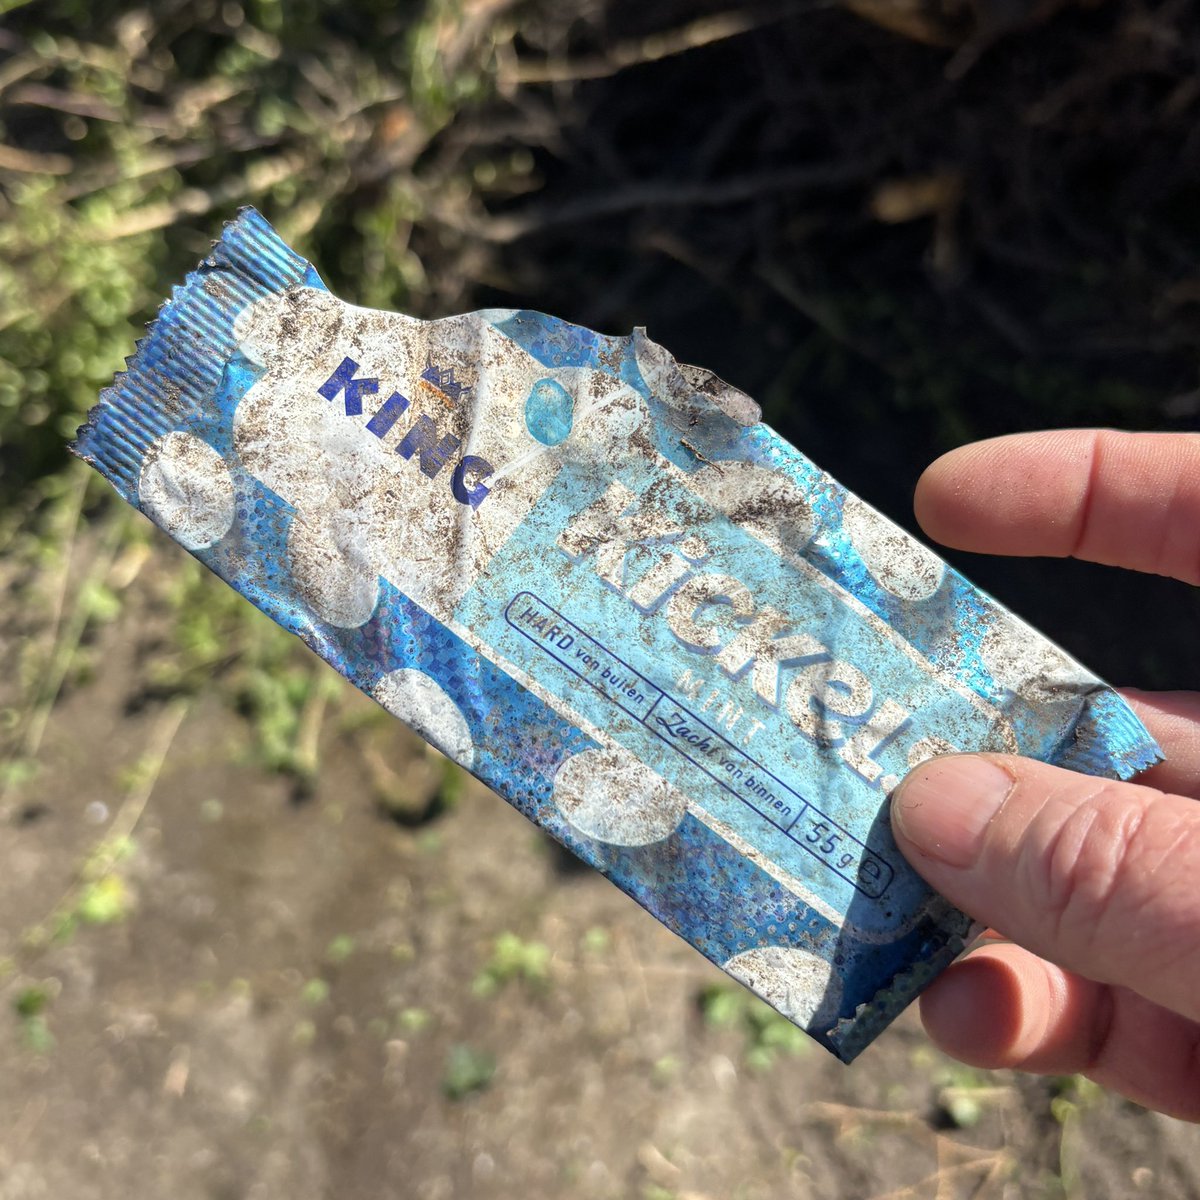 KING
Kickel
MINT
HARD van buiten Zacht van binnen 55 g e